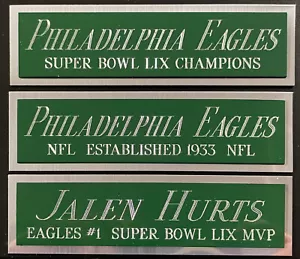 PHILADELPHIA EAGLES
SUPER BOWL LIX CHAMPIONS
PHILADELPHIA EAGLES
NFL ESTABLISHED 1933 NFL
JALEN HURTS
EAGLES #1 SUPER BOWL LIX MVP